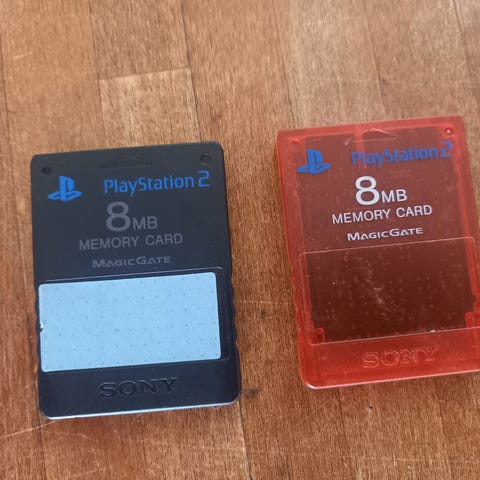 PlayStation 2
8MB
MEMORY CARD
MAGICGATE
SONY
PlayStation 2
8MB
MEMORY CARD
MAGICGATE
SONY